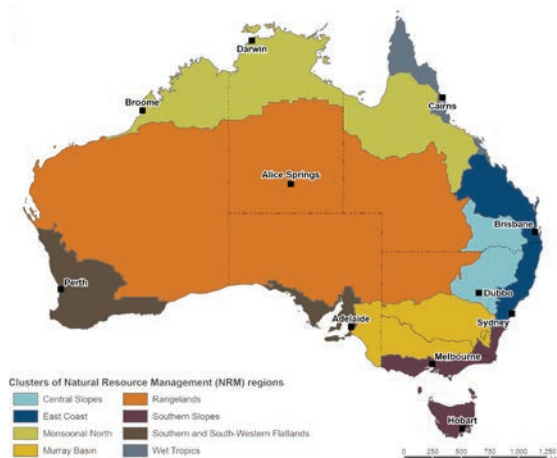 Darwin
Broome
Cairns
Alice Springs
Brisbane
Perth
Dubbo
Adelaide
Sydney
Melbourne
Hobart
Clusters of Natural Resource Management (NRM) regions
Central Slopes
Rangelands
East Coast
Southern Slopes
Monsoonal North
Southern and South-Western Flatlands
Murray Basin
Wet Tropics
0 250 500 750 1,000 1,250